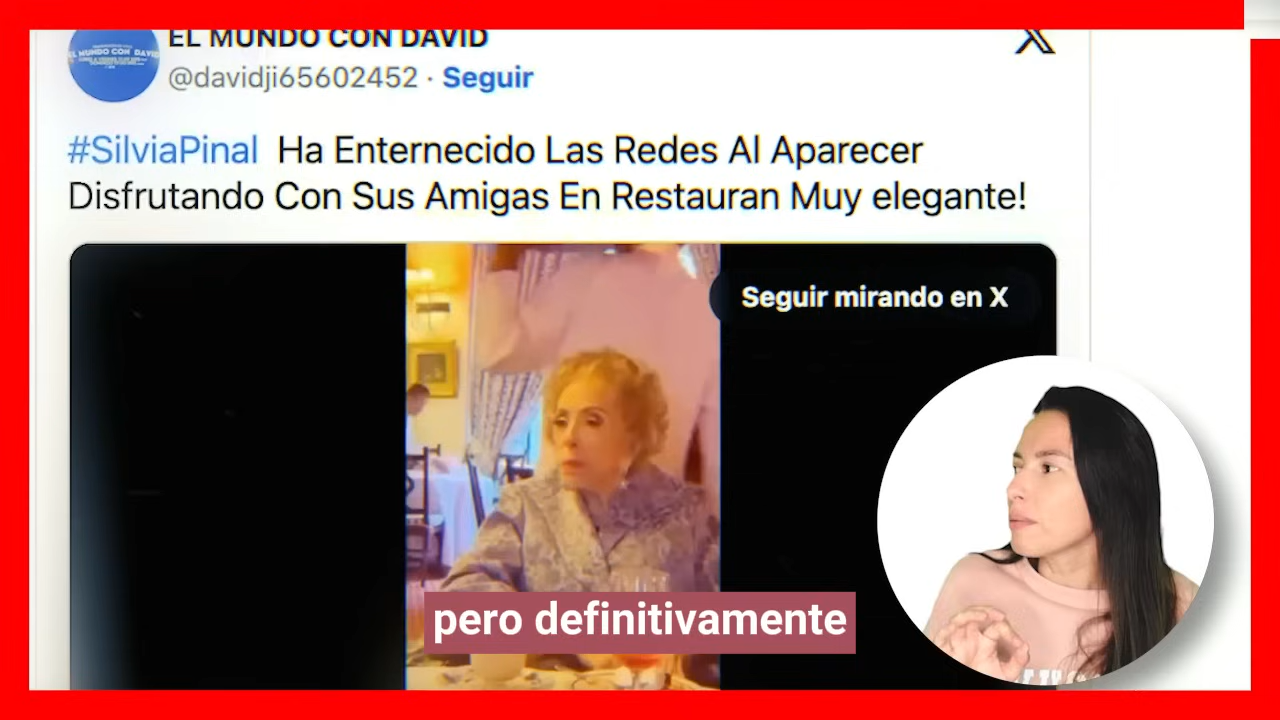 EL MUNDO CON DAVID
@davidji65602452 · Seguir
#SilviaPinal Ha Enternecido Las Redes Al Aparecer
Disfrutando Con Sus Amigas En Restauran Muy elegante!
Seguir mirando en X
pero definitivamente